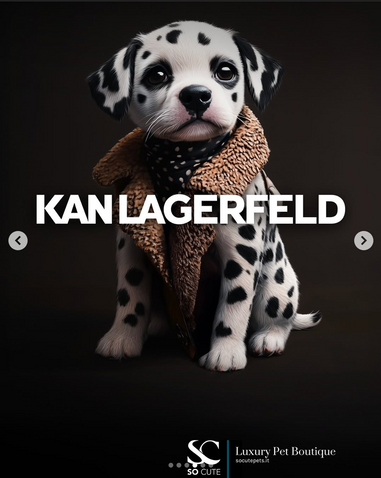 KAN LAGERFELD
SC
SO CUTE
Luxury Pet Boutique
socutepets.it